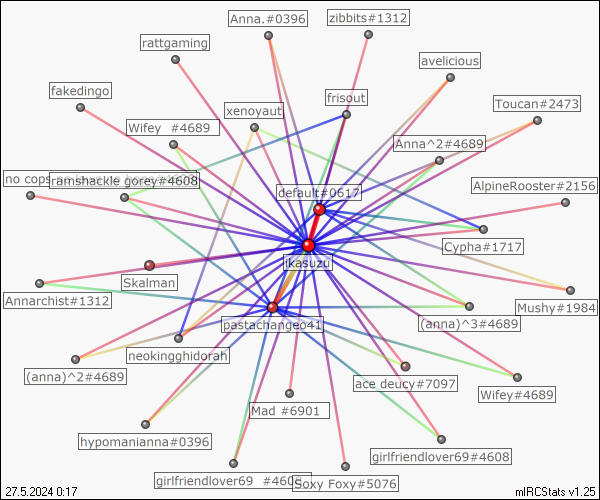 Anna.#0396
zibbits#1312
rattgaming
avelicious
fakedingo
frisout
xenoyaut
Toucan#2473
Wifey #4689
Anna^2#4689
no cops
ramshackle gorey#4608
AlpineRooster#2156
default#0617
Cypha#1717
ikasuzu
Skalman
Annarchist#1312
Mushy#1984
pastachangeo41
(anna)^3#4689
neokingghidorah
(anna)^2#4689
ace deucy#7097
Wifey#4689
Mad #6901
hypomanianna#0396
girlfriendlover69#4608
girlfriendlover69 #4608
Soxy Foxy#5076
27.5.2024 0:17
mIRCStats v1.25